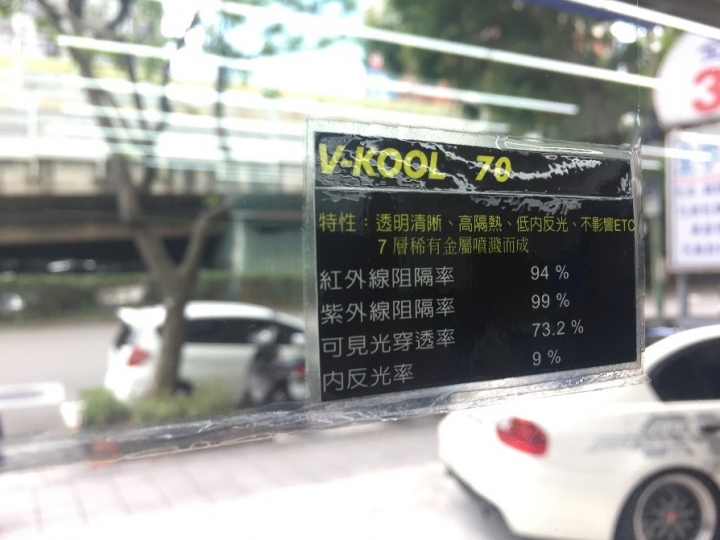 V-KOOL 70
特性：透明清晰、高隔熱、低內反光、不影響ETC
7 層稀有金屬噴濺而成
紅外線阻隔率 94 %
紫外線阻隔率 99 %
可見光穿透率 73.2 %
內反光率 9 %
3